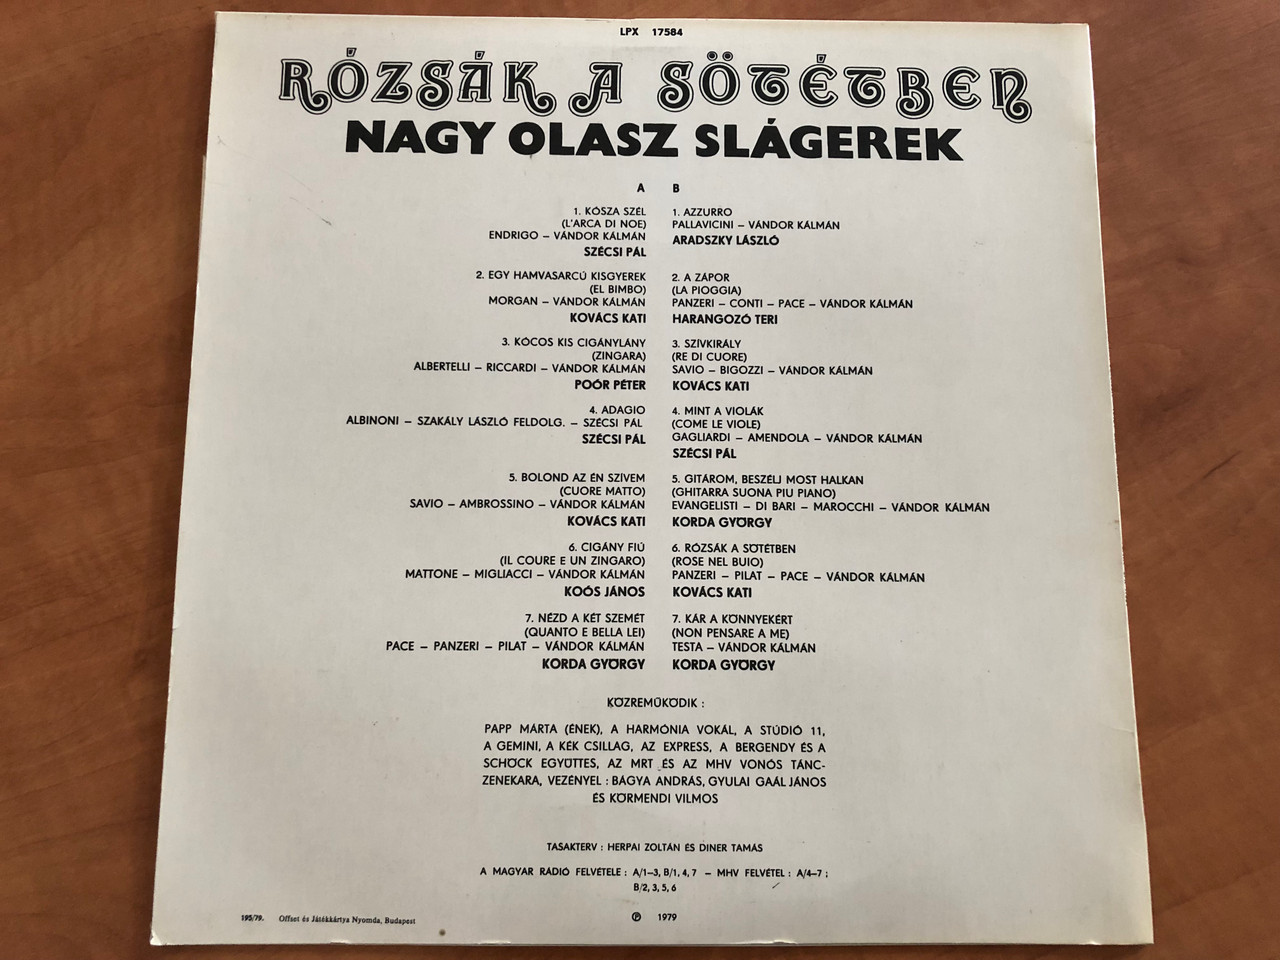 LPX 17584
RÓZSÁK A SÖTÉTBEN
NAGY OLASZ SLÁGEREK
A
1. KÓSZA SZÉL
(L'ARCA DI NOE)
ENDRIGO – VÁNDOR KÁLMÁN
SZÉCSI PÁL
2. EGY HAMVASARCÚ KISGYEREK
(EL BIMBO)
MORGAN – VÁNDOR KÁLMÁN
KOVÁCS KATI
3. KÓCOS KIS CIGÁNYLÁNY
(ZINGARA)
ALBERTELLI – RICCARDI – VÁNDOR KÁLMÁN
POÓR PÉTER
4. ADAGIO
ALBINONI – SZAKÁLY LÁSZLÓ FELDOLG. – SZÉCSI PÁL
SZÉCSI PÁL
5. BOLOND AZ ÉN SZÍVEM
(CUORE MATTO)
SAVIO – AMBROSSINO – VÁNDOR KÁLMÁN
KOVÁCS KATI
6. CIGÁNY FIÚ
(IL COURE E UN ZINGARO)
MATTONE – MIGLIACCI – VÁNDOR KÁLMÁN
KOÓS JÁNOS
7. NÉZD A KÉT SZEMÉT
(QUANTO E BELLA LEI)
PACE – PANZERI – PILAT – VÁNDOR KÁLMÁN
KORDA GYÖRGY
B
1. AZZURRO
PALLAVICINI – VÁNDOR KÁLMÁN
ARADSZKY LÁSZLÓ
2. A ZÁPOR
(LA PIOGGIA)
PANZERI – CONTI – PACE – VÁNDOR KÁLMÁN
HARANGOZÓ TERI
3. SZÍVKIRÁLY
(RE DI CUORE)
SAVIO – BIGOZZI – VÁNDOR KÁLMÁN
KOVÁCS KATI
4. MINT A VIOLÁK
(COME LE VIOLE)
GAGLIARDI – AMENDOLA – VÁNDOR KÁLMÁN
SZÉCSI PÁL
5. GITÁROM, BESZÉLJ MOST HALKAN
(GHITARRA SUONA PIU PIANO)
EVANGELISTI – DI BARI – MAROCCHI – VÁNDOR KÁLMÁN
KORDA GYÖRGY
6. RÓZSÁK A SÖTÉTBEN
(ROSE NEL BUIO)
PANZERI – PILAT – PACE – VÁNDOR KÁLMÁN
KOVÁCS KATI
7. KÁR A KÖNNYEKÉRT
(NON PENSARE A ME)
TESTA – VÁNDOR KÁLMÁN
KORDA GYÖRGY
KÖZREMŰKÖDIK :
PAPP MÁRTA (ÉNEK), A HARMÓNIA VOKÁL, A STÚDIÓ 11,
A GEMINI, A KÉK CSILLAG, AZ EXPRESS, A BERGENDY ÉS A
SCHÖCK EGYÜTTES, AZ MRT ÉS AZ MHV VONÓS TÁNC-
ZENEKARA, VEZÉNYEL : BÁGYA ANDRÁS, GYULAI GAÁL JÁNOS
ÉS KÖRMENDI VILMOS
TASAKTERV : HERPAI ZOLTÁN ÉS DINER TAMÁS
A MAGYAR RÁDIÓ FELVÉTELE : A/1–3, B/1, 4, 7 – MHV FELVÉTEL : A/4–7 ;
B/2, 3, 5, 6
195/79. Offset és Játékkártya Nyomda, Budapest
℗ 1979